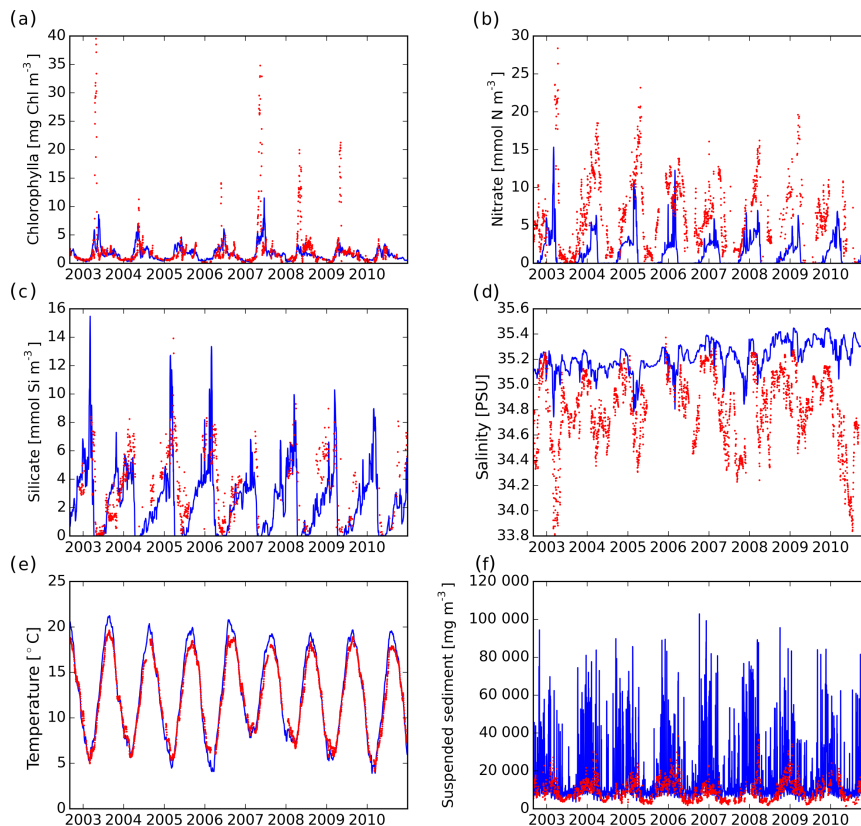 (a)
40
35
30
25
20
15
10
5
0
Chlorophylla [mg Chl m⁻³ ]
2003 2004 2005 2006 2007 2008 2009 2010
(b)
30
25
20
15
10
5
0
Nitrate [mmol N m⁻³ ]
2003 2004 2005 2006 2007 2008 2009 2010
(c)
16
14
12
10
8
6
4
2
0
Silicate [mmol Si m⁻³ ]
2003 2004 2005 2006 2007 2008 2009 2010
(d)
35.6
35.4
35.2
35.0
34.8
34.6
34.4
34.2
34.0
33.8
Salinity [PSU]
2003 2004 2005 2006 2007 2008 2009 2010
(e)
25
20
15
10
5
0
Temperature [° C]
2003 2004 2005 2006 2007 2008 2009 2010
(f)
120 000
100 000
80 000
60 000
40 000
20 000
0
Suspended sediment [mg m⁻³ ]
2003 2004 2005 2006 2007 2008 2009 2010